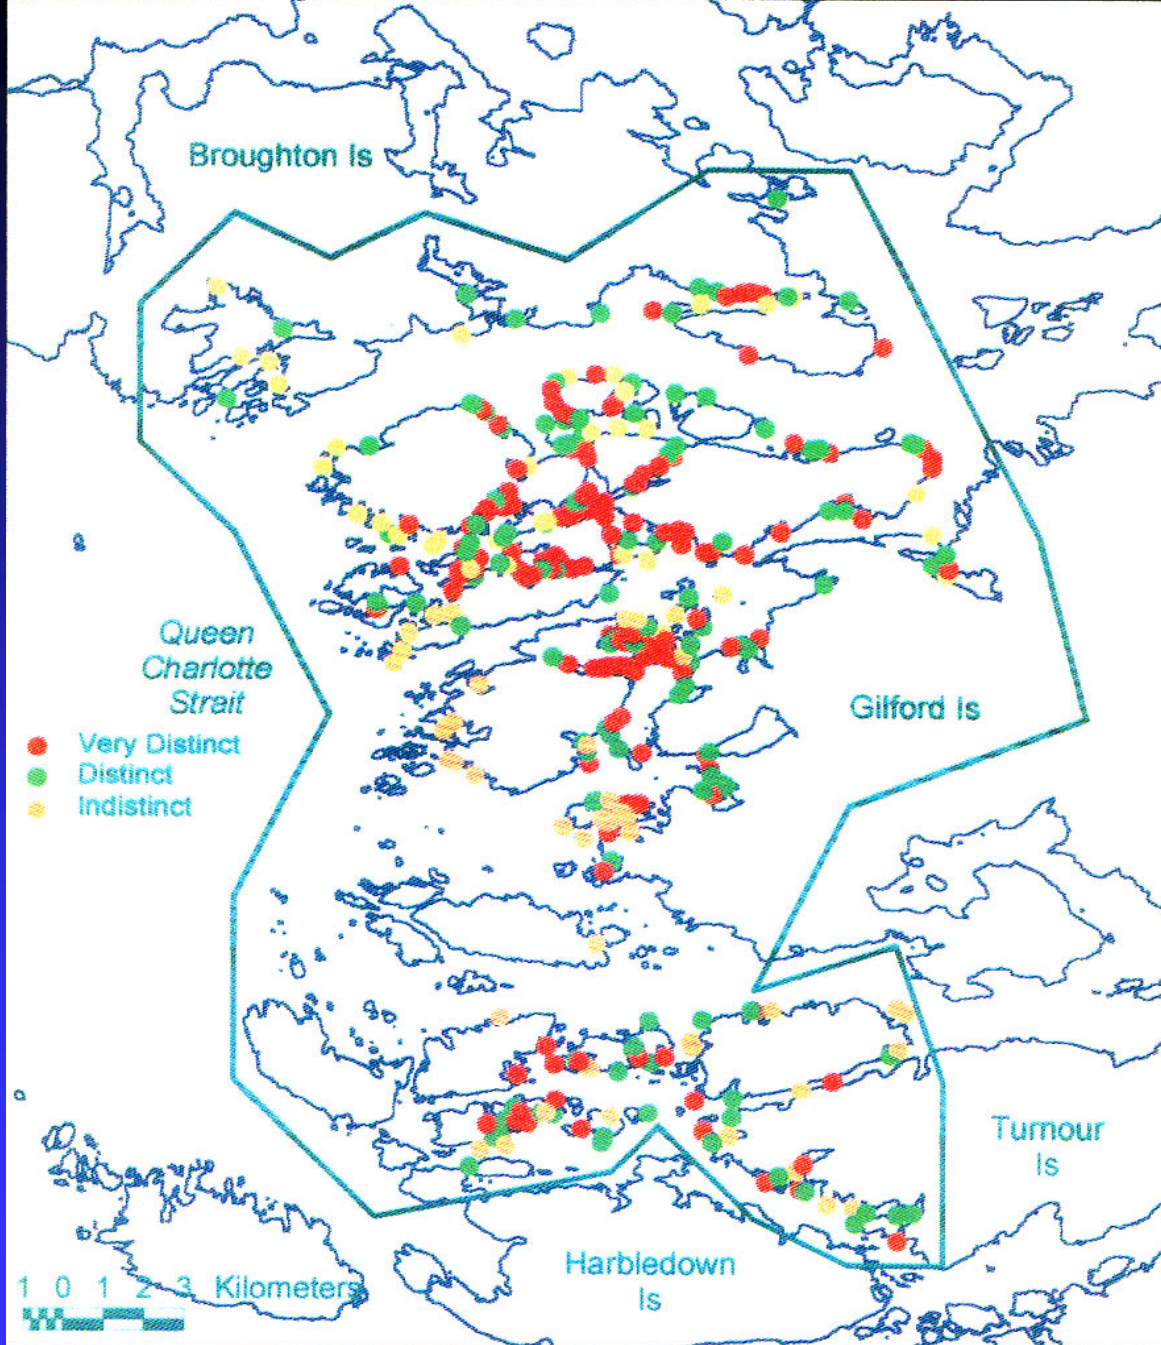 Broughton Is
Queen
Charlotte
Strait
Very Distinct
Distinct
Indistinct
Gilford Is
Turnour
Is
Harbledown
Is
1 0 1 2 3 Kilometers